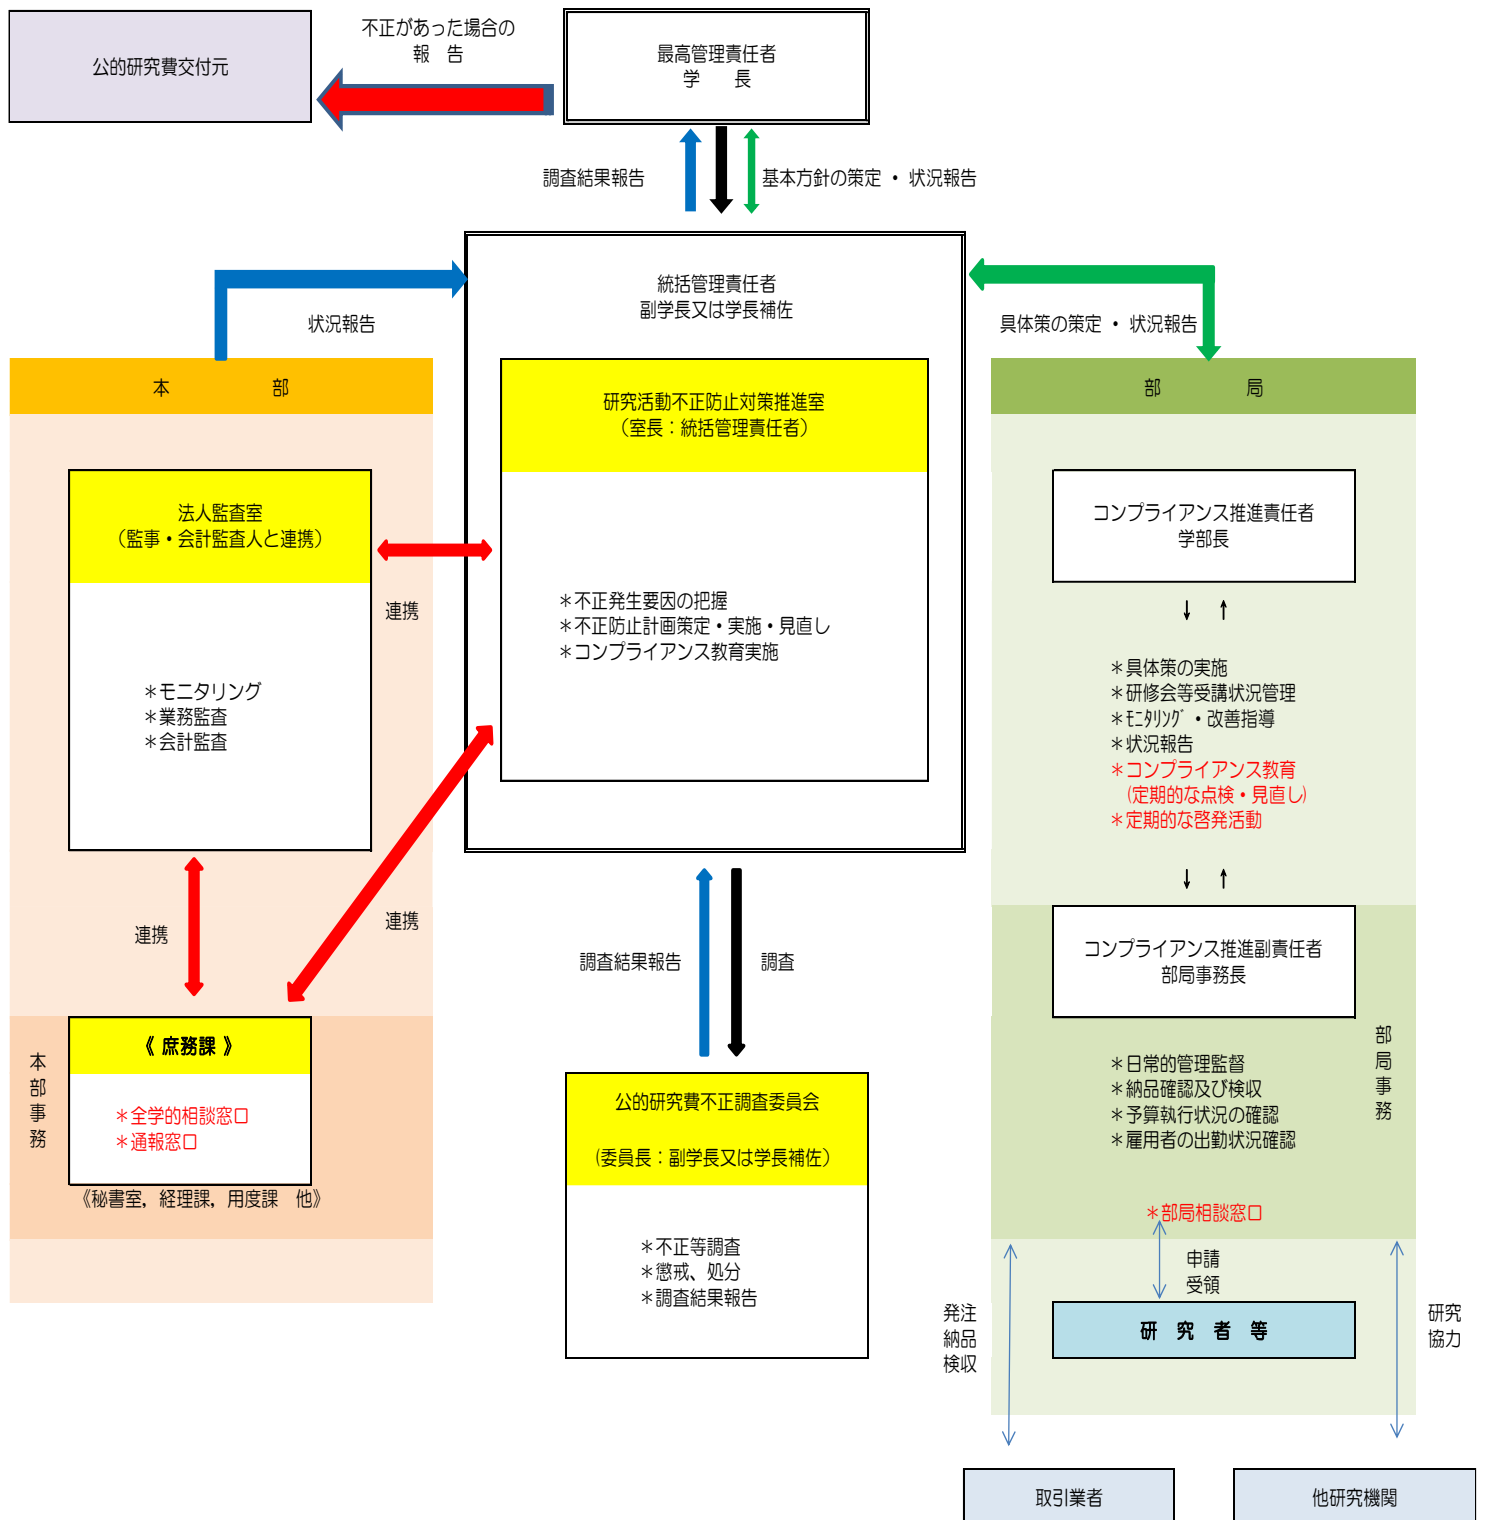 公的研究費交付元
不正があった場合の
報　告
最高管理責任者
学　　長
調査結果報告
基本方針の策定 ・ 状況報告
統括管理責任者
副学長又は学長補佐
状況報告
具体策の策定 ・ 状況報告
本　　　　　　部
研究活動不正防止対策推進室
（室長：統括管理責任者）
部　　　　　局
法人監査室
（監事・会計監査人と連携）
連携
＊モニタリング
＊業務監査
＊会計監査
＊不正発生要因の把握
＊不正防止計画策定・実施・見直し
＊コンプライアンス教育実施
コンプライアンス推進責任者
学部長
↓　↑
＊具体策の実施
＊研修会等受講状況管理
＊ﾓﾆﾀﾘﾝｸﾞ・改善指導
＊状況報告
＊コンプライアンス教育
（定期的な点検・見直し）
＊定期的な啓発活動
↓　↑
連携
連携
調査結果報告
調査
コンプライアンス推進副責任者
部局事務長
本部事務
《 庶務課 》
＊全学的相談窓口
＊通報窓口
《秘書室，経理課，用度課　他》
公的研究費不正調査委員会
（委員長：副学長又は学長補佐）
＊不正等調査
＊懲戒、処分
＊調査結果報告
部局事務
＊日常的管理監督
＊納品確認及び検収
＊予算執行状況の確認
＊雇用者の出勤状況確認
＊部局相談窓口
申請
受領
発注
納品
検収
研　究　者　等
研究
協力
取引業者
他研究機関